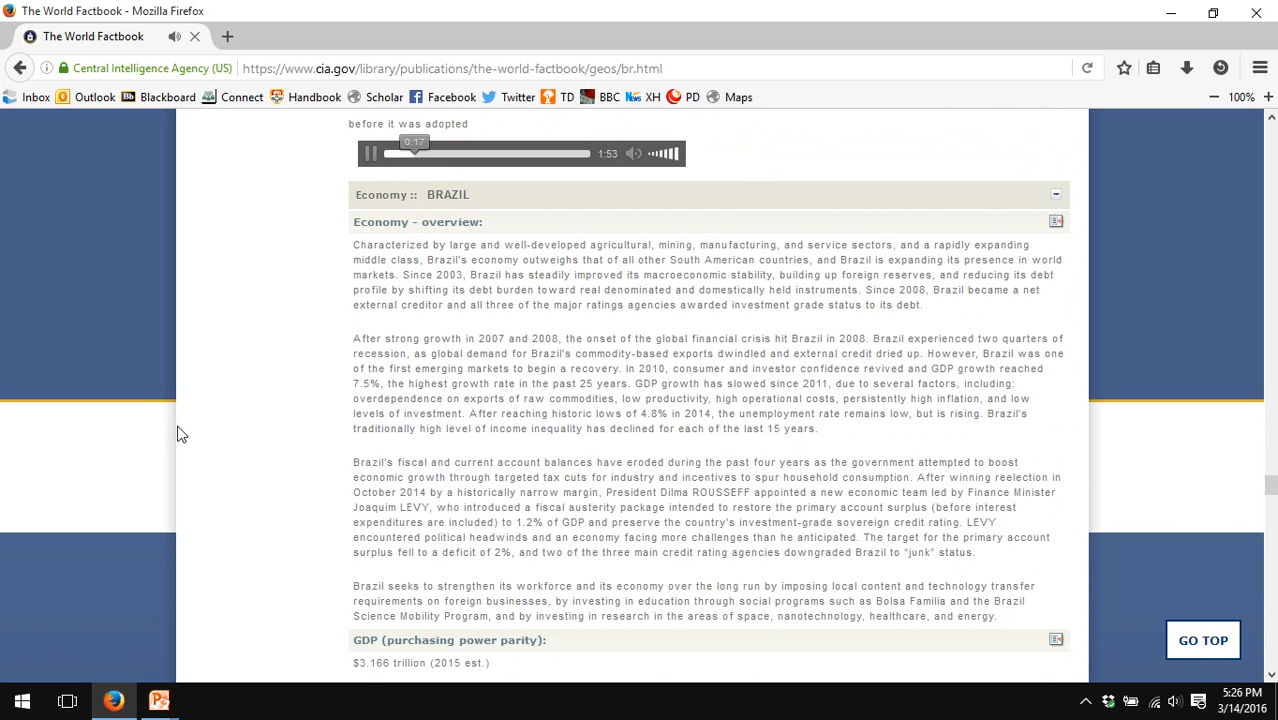 The World Factbook - Mozilla Firefox
The World Factbook
Central Intelligence Agency (US)
https://www.cia.gov/library/publications/the-world-factbook/geos/br.html
Inbox Outlook Blackboard Connect Handbook Scholar Facebook Twitter TD BBC XH PD Maps 100%
before it was adopted
0:17
1:53
Economy :: BRAZIL
Economy - overview:
Characterized by large and well-developed agricultural, mining, manufacturing, and service sectors, and a rapidly expanding
middle class, Brazil's economy outweighs that of all other South American countries, and Brazil is expanding its presence in world
markets. Since 2003, Brazil has steadily improved its macroeconomic stability, building up foreign reserves, and reducing its debt
profile by shifting its debt burden toward real denominated and domestically held instruments. Since 2008, Brazil became a net
external creditor and all three of the major ratings agencies awarded investment grade status to its debt.
After strong growth in 2007 and 2008, the onset of the global financial crisis hit Brazil in 2008. Brazil experienced two quarters of
recession, as global demand for Brazil's commodity-based exports dwindled and external credit dried up. However, Brazil was one
of the first emerging markets to begin a recovery. In 2010, consumer and investor confidence revived and GDP growth reached
7.5%, the highest growth rate in the past 25 years. GDP growth has slowed since 2011, due to several factors, including:
overdependence on exports of raw commodities, low productivity, high operational costs, persistently high inflation, and low
levels of investment. After reaching historic lows of 4.8% in 2014, the unemployment rate remains low, but is rising. Brazil's
traditionally high level of income inequality has declined for each of the last 15 years.
Brazil's fiscal and current account balances have eroded during the past four years as the government attempted to boost
economic growth through targeted tax cuts for industry and incentives to spur household consumption. After winning reelection in
October 2014 by a historically narrow margin, President Dilma ROUSSEFF appointed a new economic team led by Finance Minister
Joaquim LEVY, who introduced a fiscal austerity package intended to restore the primary account surplus (before interest
expenditures are included) to 1.2% of GDP and preserve the country's investment-grade sovereign credit rating. LEVY
encountered political headwinds and an economy facing more challenges than he anticipated. The target for the primary account
surplus fell to a deficit of 2%, and two of the three main credit rating agencies downgraded Brazil to “junk” status.
Brazil seeks to strengthen its workforce and its economy over the long run by imposing local content and technology transfer
requirements on foreign businesses, by investing in education through social programs such as Bolsa Familia and the Brazil
Science Mobility Program, and by investing in research in the areas of space, nanotechnology, healthcare, and energy.
GDP (purchasing power parity):
$3.166 trillion (2015 est.)
GO TOP
5:26 PM
3/14/2016